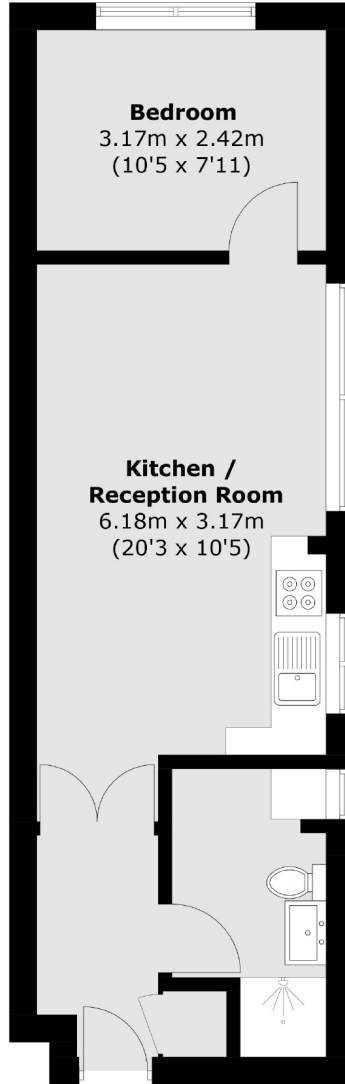 Bedroom
3.17m x 2.42m
(10'5 x 7'11)
Kitchen /
Reception Room
6.18m x 3.17m
(20'3 x 10'5)